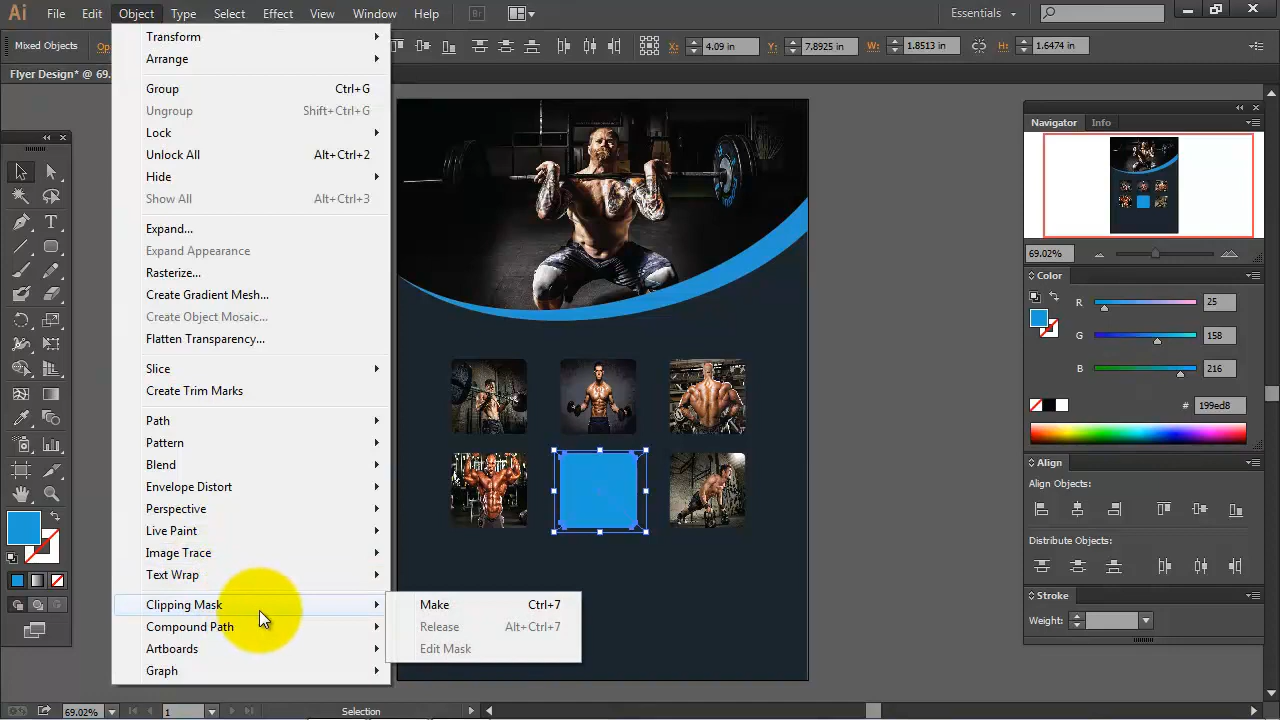 Ai File Edit Object Type Select Effect View Window Help Br Essentials
Mixed Objects X: 4.09 in Y: 7.8925 in W: 1.8513 in H: 1.6474 in
Flyer Design* @ 69.
Transform
Arrange
Group Ctrl+G
Ungroup Shift+Ctrl+G
Lock
Unlock All Alt+Ctrl+2
Hide
Show All Alt+Ctrl+3
Expand...
Expand Appearance
Rasterize...
Create Gradient Mesh...
Create Object Mosaic...
Flatten Transparency...
Slice
Create Trim Marks
Path
Pattern
Blend
Envelope Distort
Perspective
Live Paint
Image Trace
Text Wrap
Clipping Mask
Compound Path
Artboards
Graph
Make Ctrl+7
Release Alt+Ctrl+7
Edit Mask
Navigator Info
69.02%
Color
R 25
G 158
B 216
# 199ed8
Align
Align Objects:
Distribute Objects:
Stroke
Weight:
69.02% 1 Selection